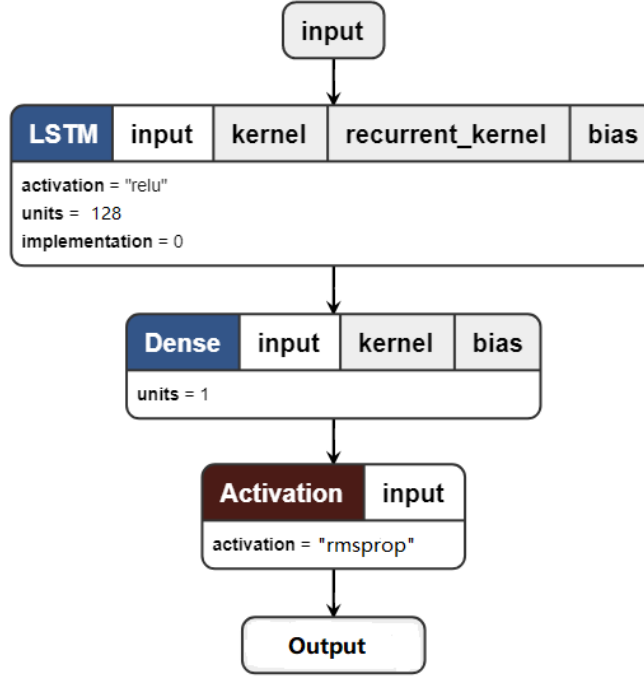 input
LSTM input kernel recurrent_kernel bias
activation = "relu"
units = 128
implementation = 0
Dense input kernel bias
units = 1
Activation input
activation = "rmsprop"
Output